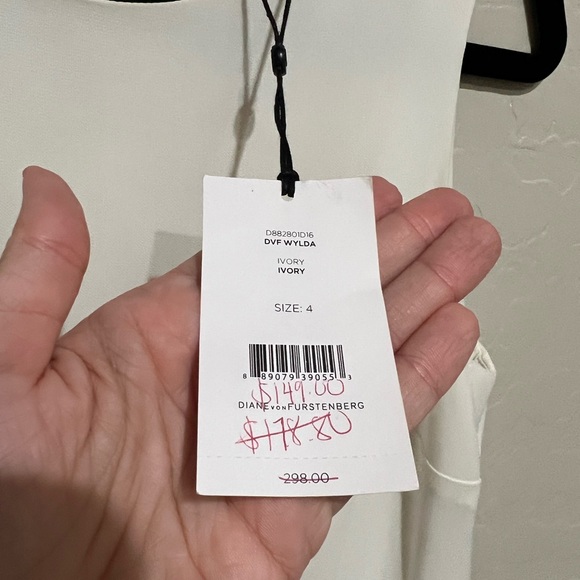 D882801D16
DVF WYLDA
IVORY
IVORY
SIZE: 4
8 89079 39055 3
$149.00
DIANE VON FURSTENBERG
$178.80
298.00